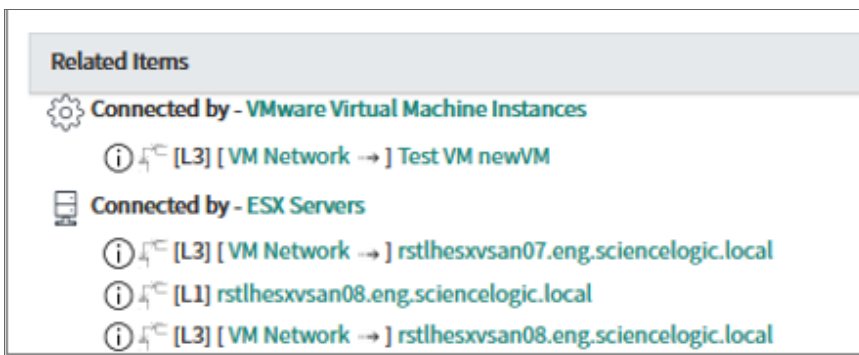 Related Items
Connected by - VMware Virtual Machine Instances
[L3] [ VM Network ⇢ ] Test VM newVM
Connected by - ESX Servers
[L3] [ VM Network ⇢ ] rstlhesxvsan07.eng.sciencelogic.local
[L1] rstlhesxvsan08.eng.sciencelogic.local
[L3] [ VM Network ⇢ ] rstlhesxvsan08.eng.sciencelogic.local